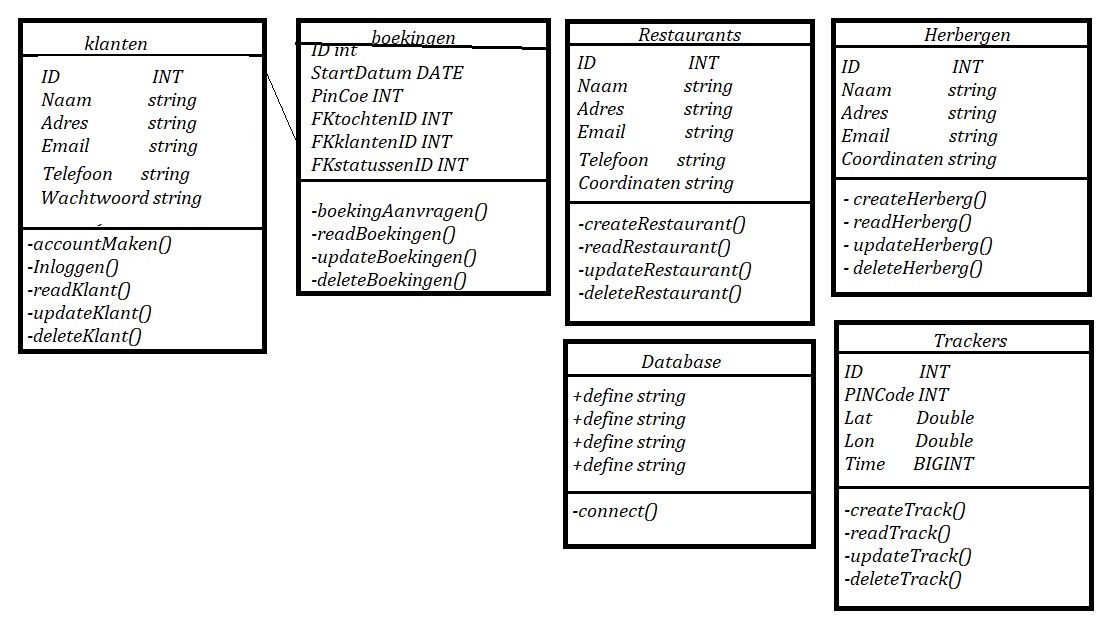 klanten
ID INT
Naam string
Adres string
Email string
Telefoon string
Wachtwoord string
-accountMaken()
-Inloggen()
-readKlant()
-updateKlant()
-deleteKlant()
boekingen
ID int
StartDatum DATE
PinCoe INT
FKtochtenID INT
FKklantenID INT
FKstatussenID INT
-boekingAanvragen()
-readBoekingen()
-updateBoekingen()
-deleteBoekingen()
Restaurants
ID INT
Naam string
Adres string
Email string
Telefoon string
Coordinaten string
-createRestaurant()
-readRestaurant()
-updateRestaurant()
-deleteRestaurant()
Herbergen
ID INT
Naam string
Adres string
Email string
Coordinaten string
- createHerberg()
- readHerberg()
- updateHerberg()
- deleteHerberg()
Database
+define string
+define string
+define string
+define string
-connect()
Trackers
ID INT
PINCode INT
Lat Double
Lon Double
Time BIGINT
-createTrack()
-readTrack()
-updateTrack()
-deleteTrack()